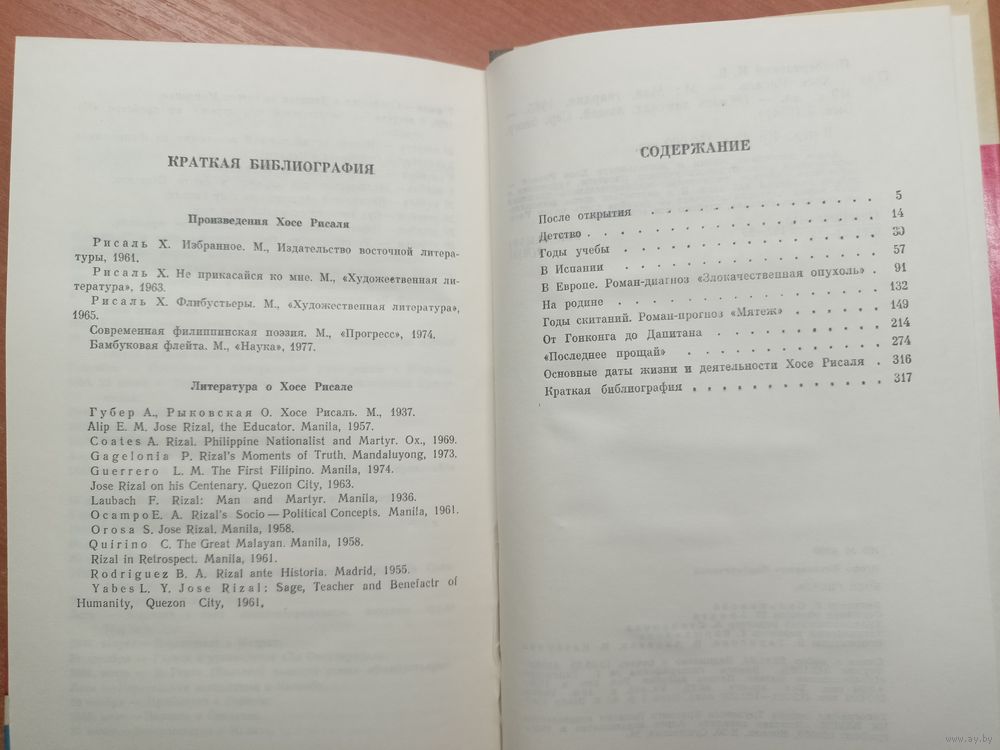 КРАТКАЯ БИБЛИОГРАФИЯ
Произведения Хосе Рисаля
Рисаль Х. Избранное. М., Издательство восточной литера-
туры, 1961.
Рисаль Х. Не прикасайся ко мне. М., «Художественная ли-
тература», 1963.
Рисаль Х. Флибустьеры. М., «Художественная литература»,
1965.
Современная филиппинская поэзия. М., «Прогресс», 1974.
Бамбуковая флейта. М., «Наука», 1977.
Литература о Хосе Рисале
Губер А., Рыковская О. Хосе Рисаль. М., 1937.
Alip E. M. Jose Rizal, the Educator. Manila, 1957.
Coates A. Rizal. Philippine Nationalist and Martyr. Ox., 1969.
Gagelonia P. Rizal's Moments of Truth. Mandaluyong, 1973.
Guerrero L. M. The First Filipino. Manila, 1974.
Jose Rizal on his Centenary. Quezon City, 1963.
Laubach F. Rizal: Man and Martyr. Manila, 1936.
Ocampo E. A. Rizal's Socio — Political Concepts. Manila, 1961.
Orosa S. Jose Rizal. Manila, 1958.
Quirino C. The Great Malayan. Manila, 1958.
Rizal in Retrospect. Manila, 1961.
Rodriguez B. A. Rizal ante Historia. Madrid, 1955.
Yabes L. Y. Jose Rizal: Sage, Teacher and Benefactr of
Humanity, Quezon City, 1961.
СОДЕРЖАНИЕ
После открытия . . . . . . . . . . . . . . 5
Детство . . . . . . . . . . . . . . . . . 14
Годы учебы . . . . . . . . . . . . . . . 30
В Испании . . . . . . . . . . . . . . . 57
В Европе. Роман-диагноз «Злокачественная опухоль» . 91
На родине . . . . . . . . . . . . . . . 132
Годы скитаний. Роман-прогноз «Мятеж» . . . . . . 149
От Гонконга до Дапитана . . . . . . . . . . 214
«Последнее прощай» . . . . . . . . . . . . 274
Основные даты жизни и деятельности Хосе Рисаля . 316
Краткая библиография . . . . . . . . . . . 317
www.ay.by